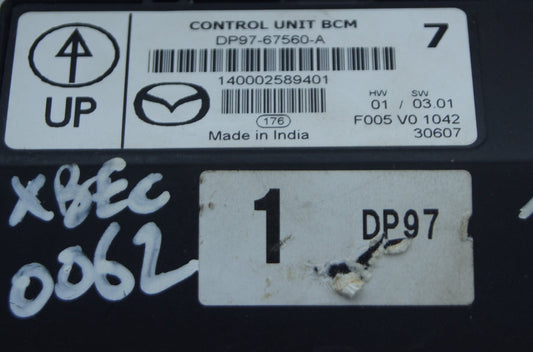 CONTROL UNIT BCM
7
DP97-67560-A
140002589401
UP
HW SW
01 / 03.01
176
F005 V0 1042
Made in India
30607
XBEC
0062
1 DP97